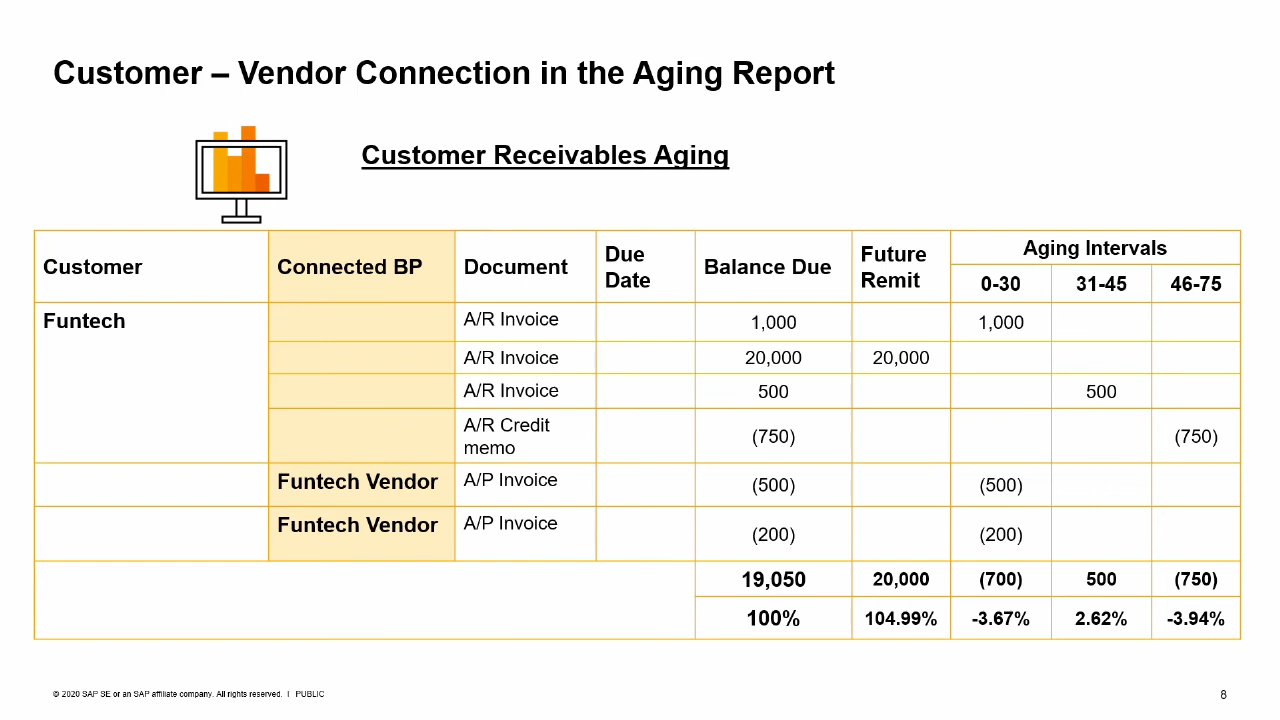 Customer – Vendor Connection in the Aging Report
Customer Receivables Aging
Customer Connected BP Document Due Date Balance Due Future Remit Aging Intervals
0-30 31-45 46-75
Funtech A/R Invoice 1,000 1,000
A/R Invoice 20,000 20,000
A/R Invoice 500 500
A/R Credit memo (750) (750)
Funtech Vendor A/P Invoice (500) (500)
Funtech Vendor A/P Invoice (200) (200)
19,050 20,000 (700) 500 (750)
100% 104.99% -3.67% 2.62% -3.94%
© 2020 SAP SE or an SAP affiliate company. All rights reserved. I PUBLIC 8